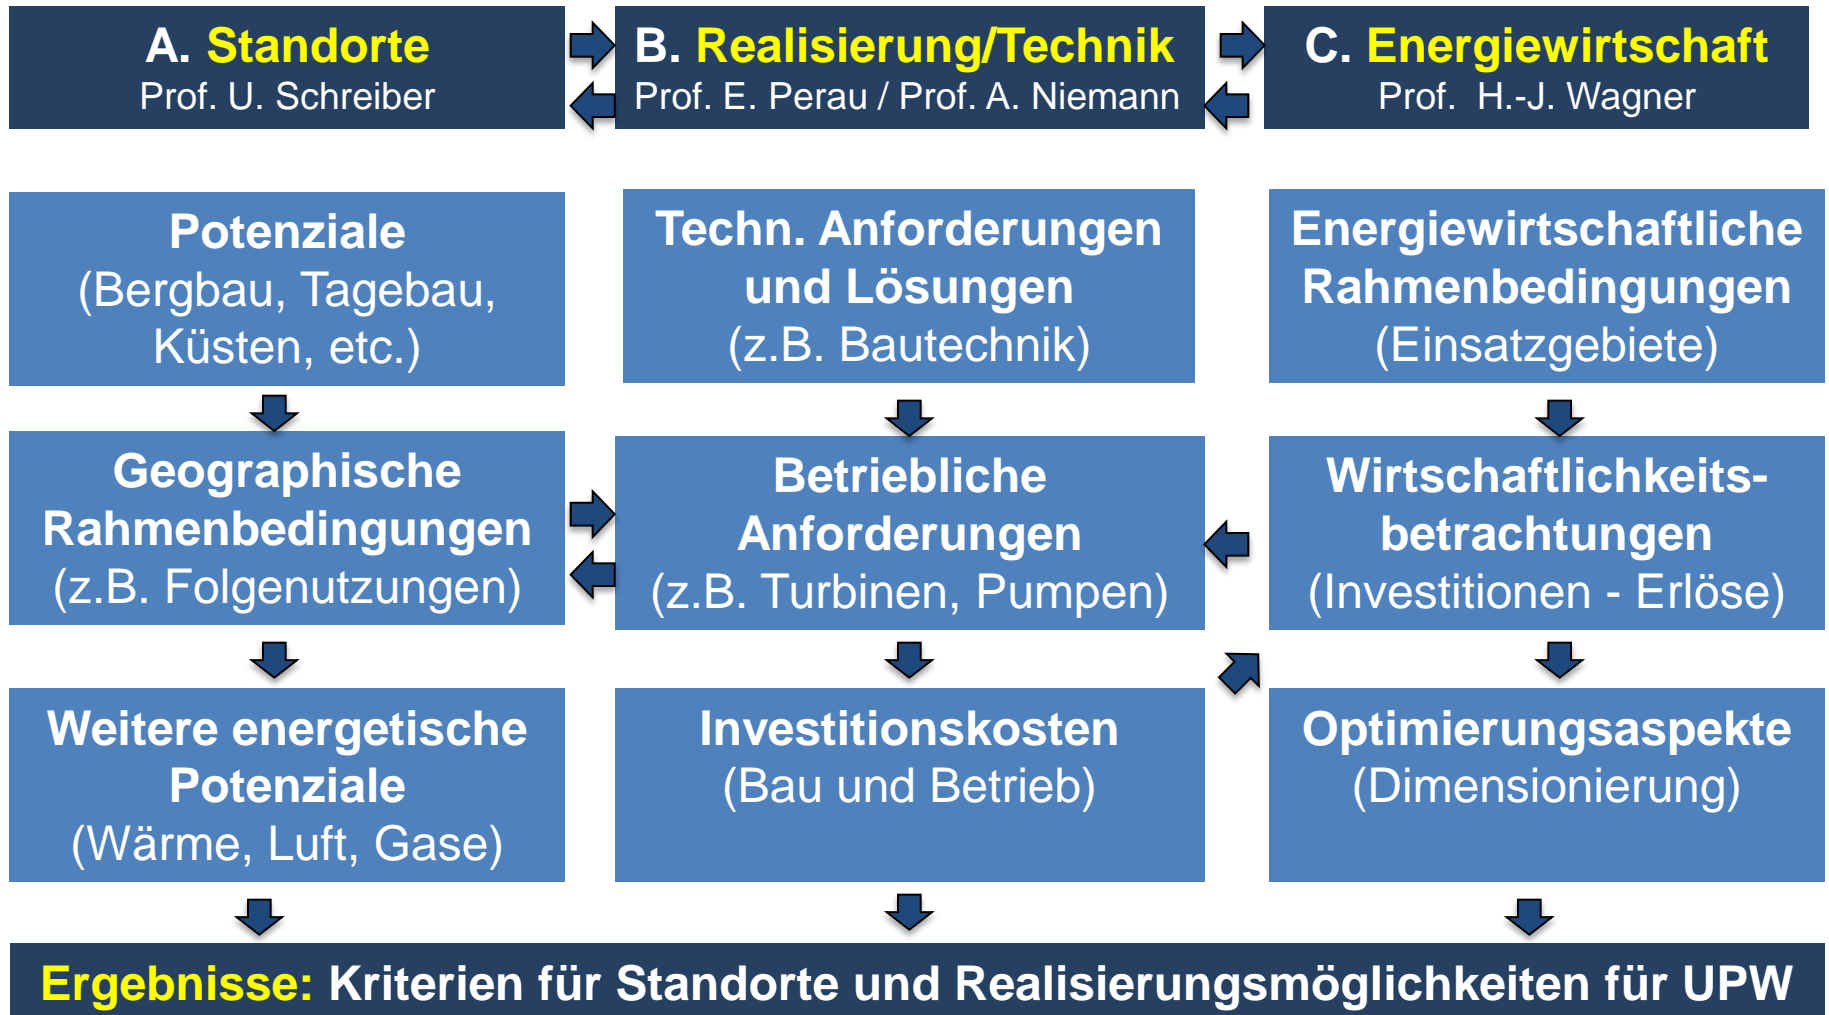 A. Standorte
Prof. U. Schreiber
B. Realisierung/Technik
Prof. E. Perau / Prof. A. Niemann
C. Energiewirtschaft
Prof. H.-J. Wagner
Potenziale
(Bergbau, Tagebau,
Küsten, etc.)
Techn. Anforderungen
und Lösungen
(z.B. Bautechnik)
Energiewirtschaftliche
Rahmenbedingungen
(Einsatzgebiete)
Geographische
Rahmenbedingungen
(z.B. Folgenutzungen)
Betriebliche
Anforderungen
(z.B. Turbinen, Pumpen)
Wirtschaftlichkeits-
betrachtungen
(Investitionen - Erlöse)
Weitere energetische
Potenziale
(Wärme, Luft, Gase)
Investitionskosten
(Bau und Betrieb)
Optimierungsaspekte
(Dimensionierung)
Ergebnisse: Kriterien für Standorte und Realisierungsmöglichkeiten für UPW